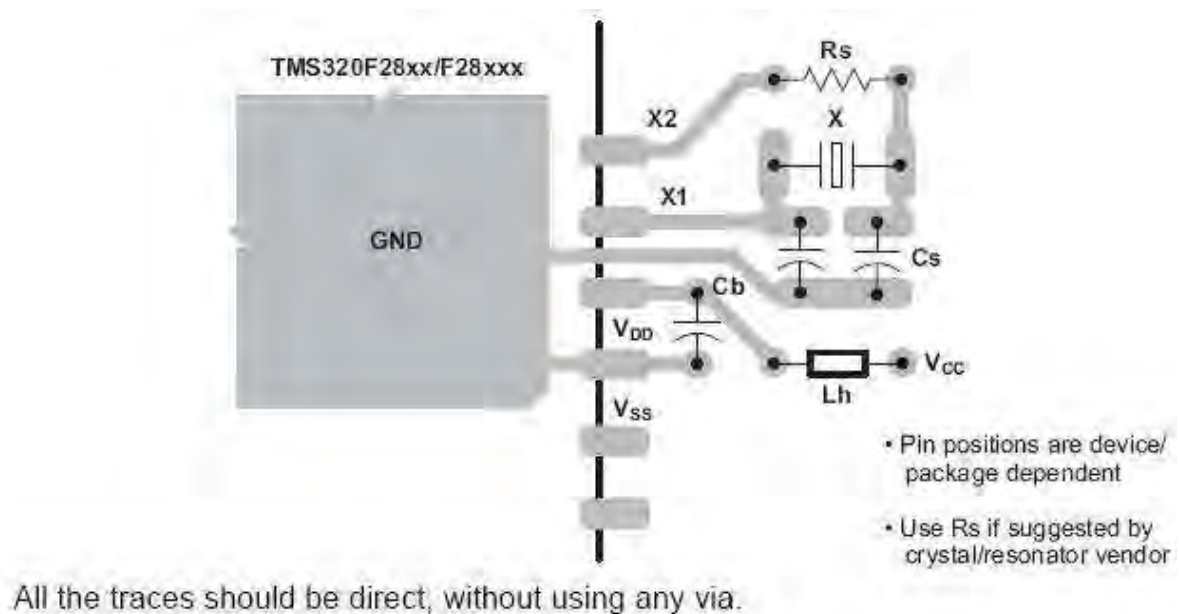 TMS320F28xx/F28xxx
Rs
X2
X
X1
GND
Cs
Cb
VDD
VCC
Lh
VSS
• Pin positions are device/
package dependent
• Use Rs if suggested by
crystal/resonator vendor
All the traces should be direct, without using any via.